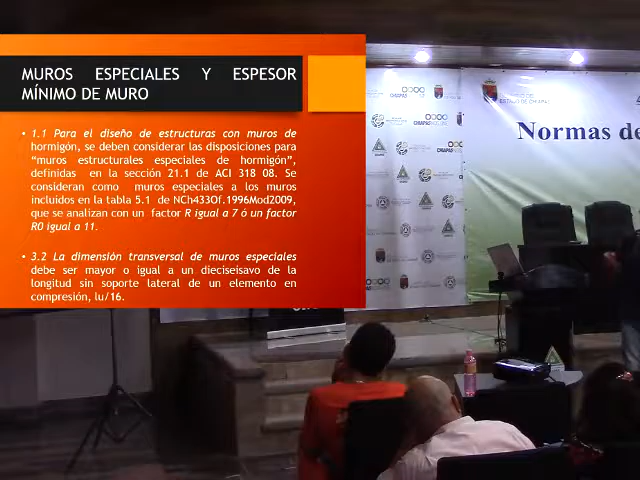 MUROS ESPECIALES Y ESPESOR
MÍNIMO DE MURO
• 1.1 Para el diseño de estructuras con muros de
hormigón, se deben considerar las disposiciones para
"muros estructurales especiales de hormigón",
definidas en la sección 21.1 de ACI 318 08. Se
consideran como muros especiales a los muros
incluídos en la tabla 5.1 de NCh433Of.1996Mod2009,
que se analizan con un factor R igual a 7 ó un factor
R0 igual a 11.
• 3.2 La dimensión transversal de muros especiales
debe ser mayor o igual a un dieciseisavo de la
longitud sin soporte lateral de un elemento en
compresión, lu/16.
ESTADO DE CHIAPAS
Normas de